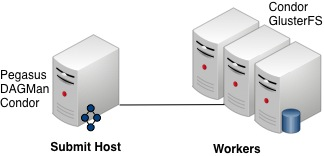 Condor
GlusterFS
Pegasus
DAGMan
Condor
Submit Host
Workers